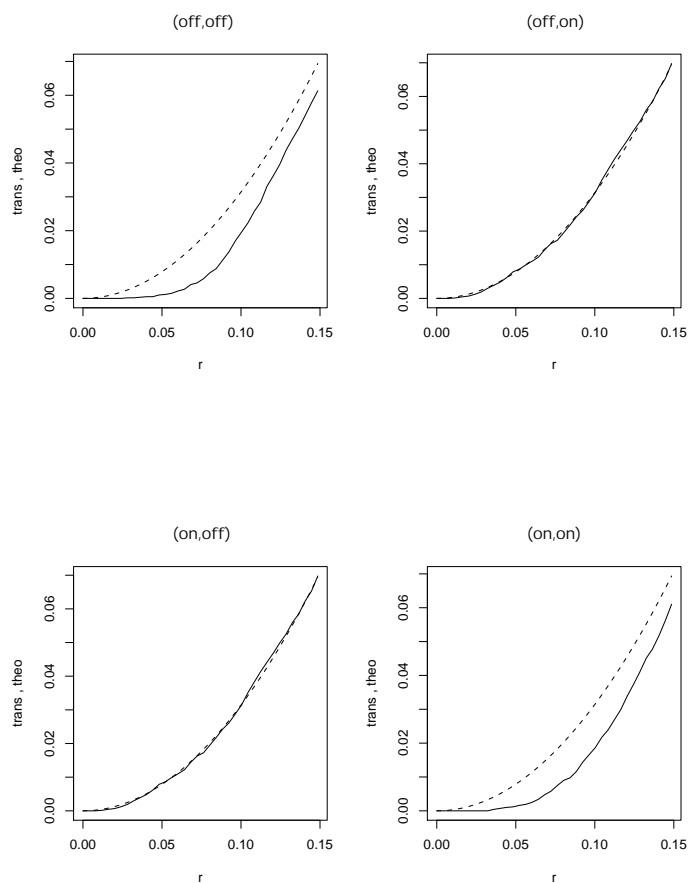 (off,off)
(off,on)
trans , theo
0.00 0.02 0.04 0.06
0.00 0.05 0.10 0.15
r
trans , theo
0.00 0.02 0.04 0.06
0.00 0.05 0.10 0.15
r
(on,off)
(on,on)
trans , theo
0.00 0.02 0.04 0.06
0.00 0.05 0.10 0.15
r
trans , theo
0.00 0.02 0.04 0.06
0.00 0.05 0.10 0.15
r